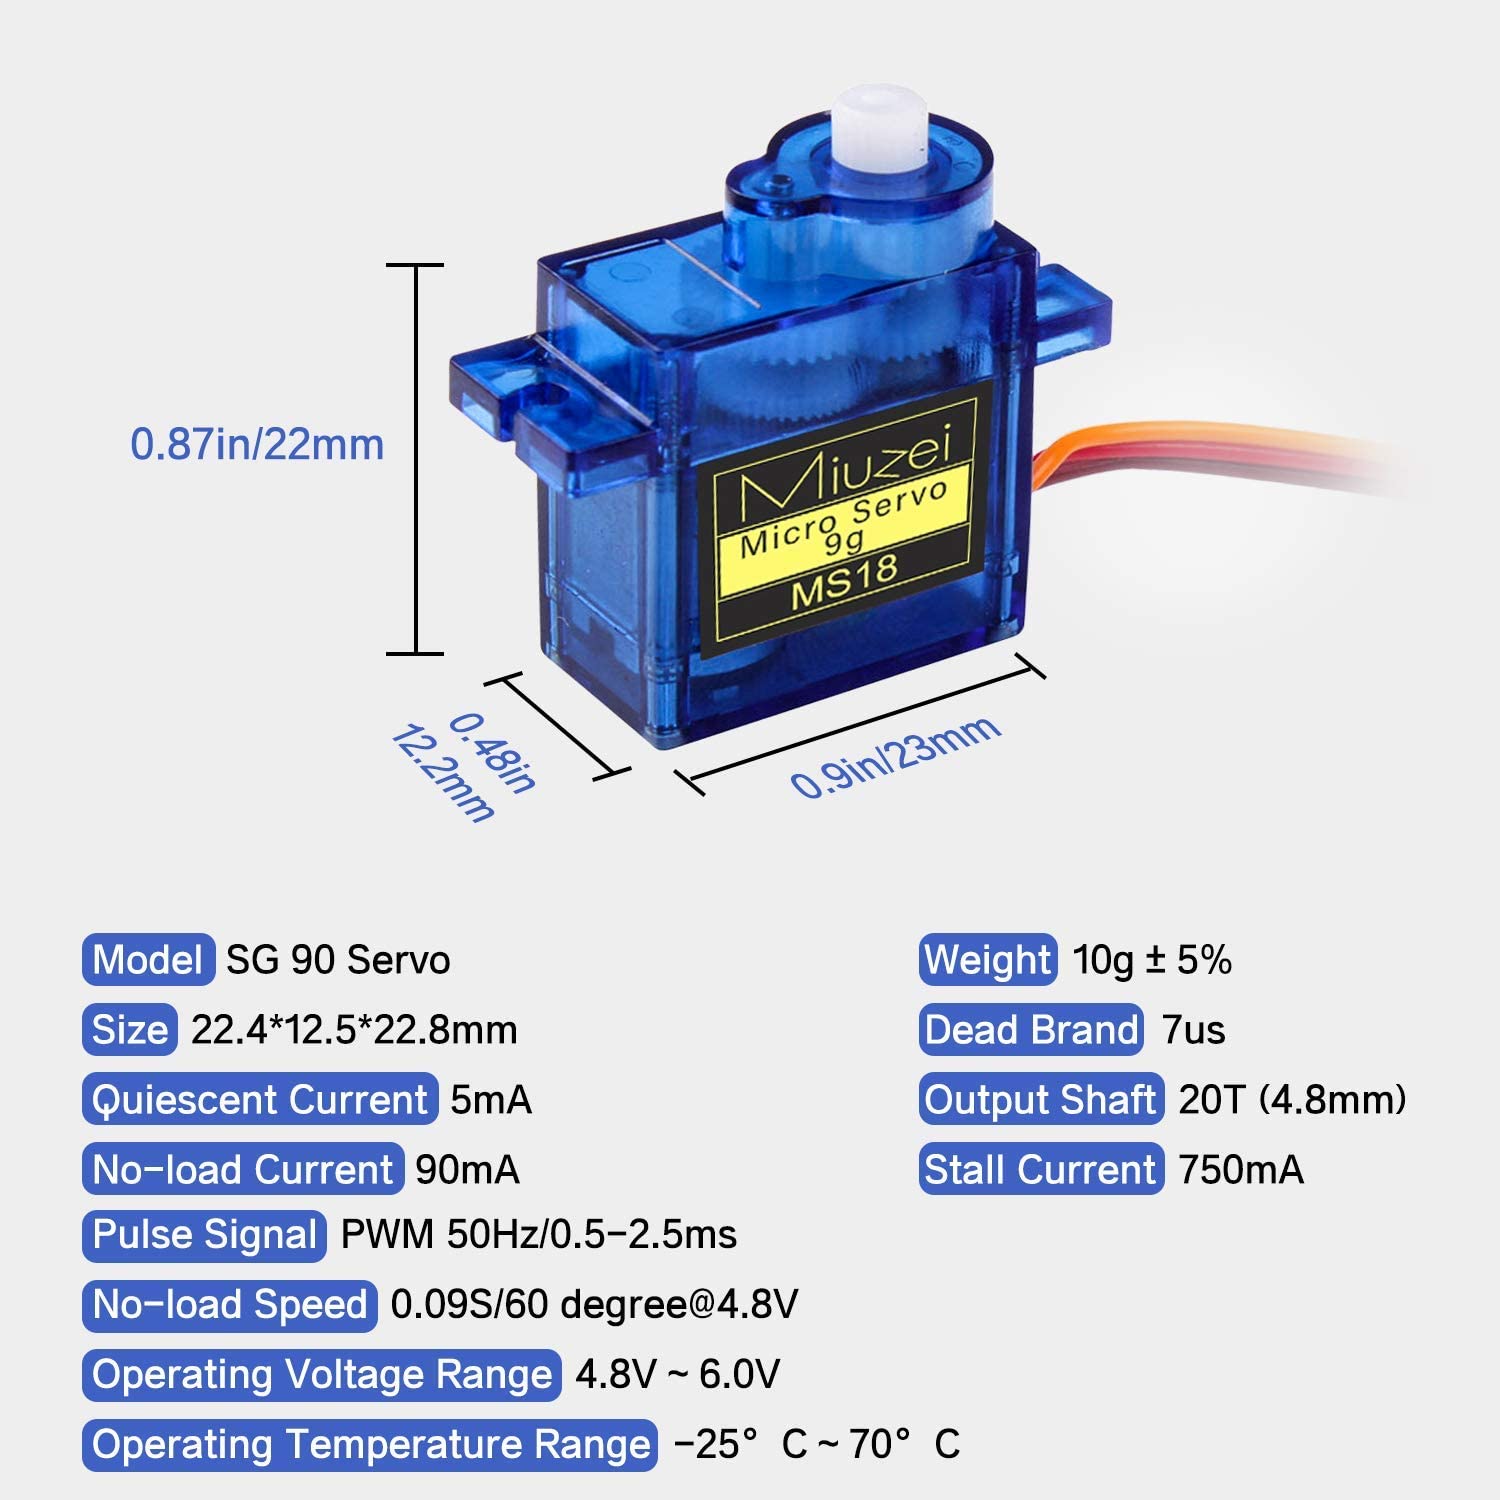 0.87in/22mm
Miuzei
Micro Servo
9g
MS18
0.48in
12.2mm
0.9in/23mm
Model SG 90 Servo
Size 22.4*12.5*22.8mm
Quiescent Current 5mA
No-load Current 90mA
Pulse Signal PWM 50Hz/0.5-2.5ms
No-load Speed 0.09S/60 degree@4.8V
Operating Voltage Range 4.8V ~ 6.0V
Operating Temperature Range -25° C ~ 70° C
Weight 10g ± 5%
Dead Brand 7us
Output Shaft 20T (4.8mm)
Stall Current 750mA